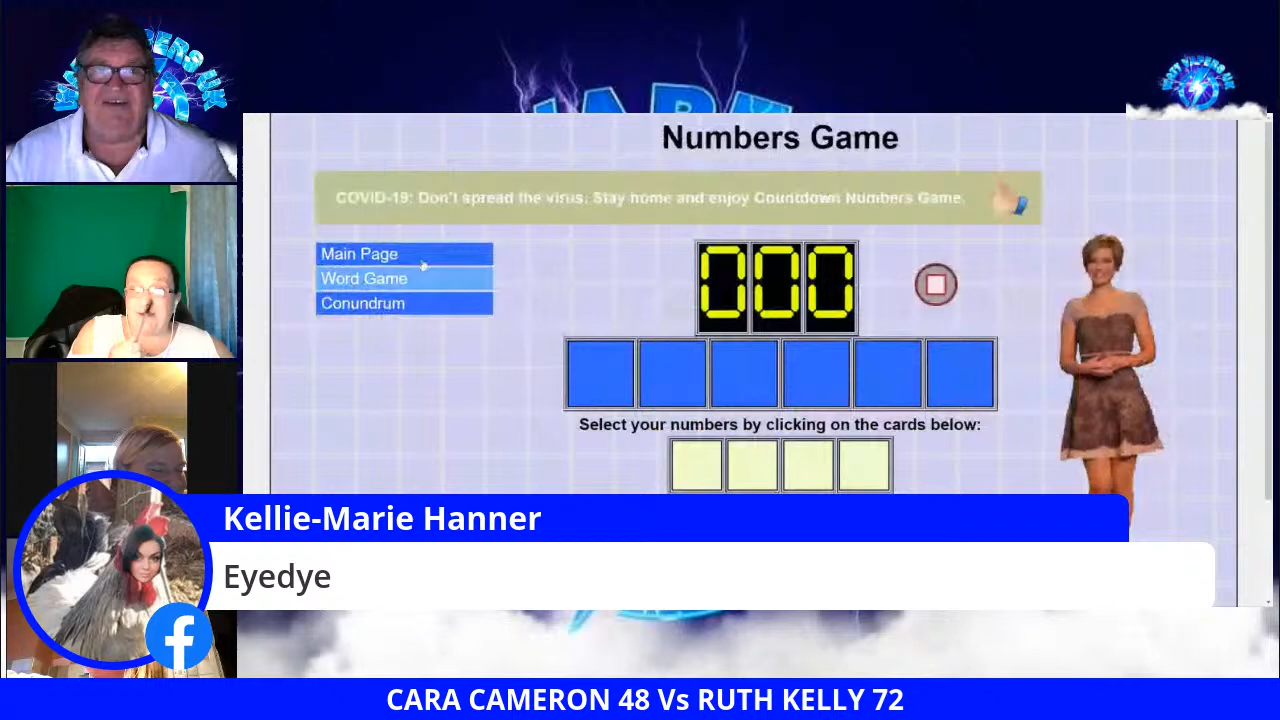 Numbers Game
COVID-19: Don't spread the virus. Stay home and enjoy Countdown Numbers Game.
Main Page
Word Game
Conundrum
000
Select your numbers by clicking on the cards below:
Kellie-Marie Hanner
Eyedye
CARA CAMERON 48 Vs RUTH KELLY 72